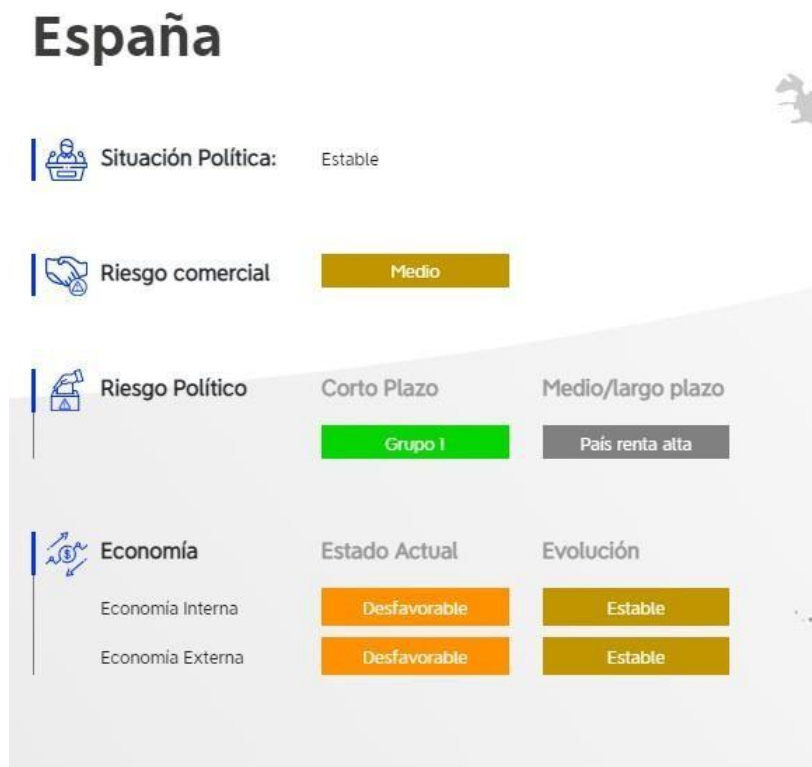 España
Situación Política: Estable
Riesgo comercial Medio
Riesgo Político Corto Plazo Medio/largo plazo
Grupo 1 País renta alta
Economía Estado Actual Evolución
Economía Interna Desfavorable Estable
Economía Externa Desfavorable Estable